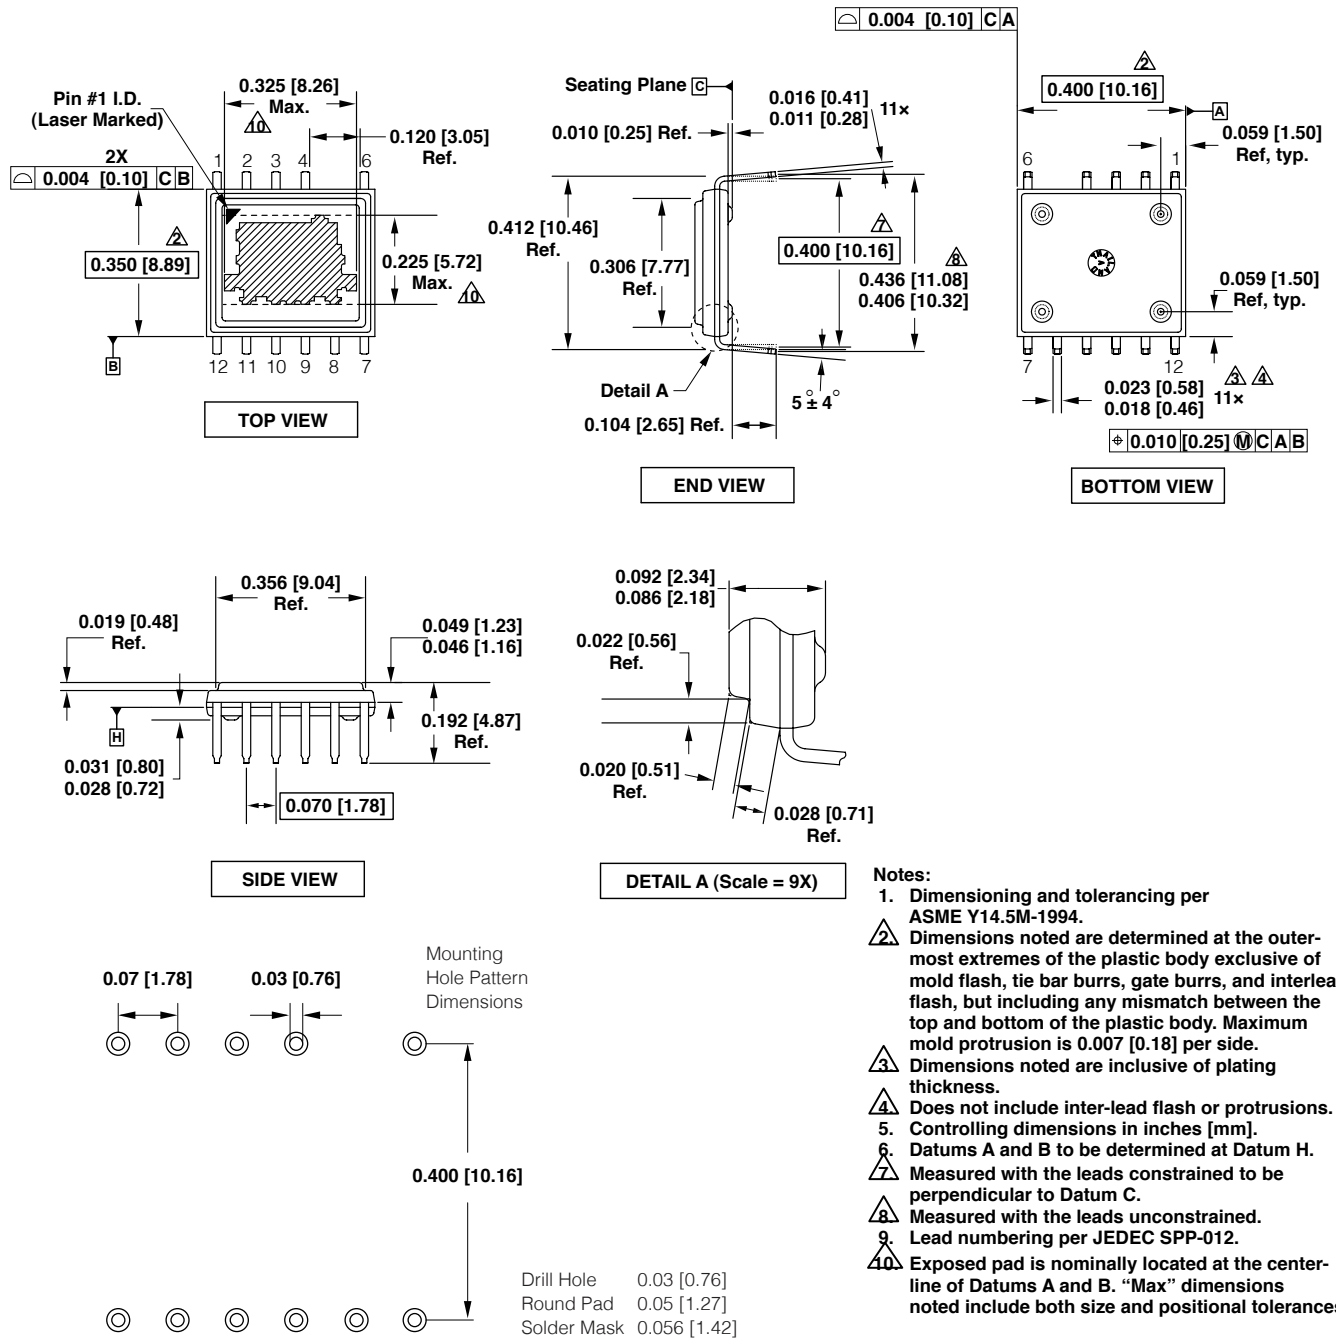 0.004 [0.10] C A
0.325 [8.26]
Max.
10
Pin #1 I.D.
(Laser Marked)
0.120 [3.05]
Ref.
2X
0.004 [0.10] C B
1 2 3 4 6
2
0.350 [8.89]
0.225 [5.72]
Max.
10
B
12 11 10 9 8 7
TOP VIEW
Seating Plane C
0.016 [0.41]
0.011 [0.28]
11×
0.010 [0.25] Ref.
0.412 [10.46]
Ref.
0.306 [7.77]
Ref.
7
0.400 [10.16]
8
0.436 [11.08]
0.406 [10.32]
Detail A
5° ± 4°
0.104 [2.65] Ref.
END VIEW
2
0.400 [10.16]
A
0.059 [1.50]
Ref, typ.
6 1
0.059 [1.50]
Ref, typ.
7 12
3 4
0.023 [0.58]
0.018 [0.46]
11×
⌖ 0.010 [0.25] Ⓜ C A B
BOTTOM VIEW
0.356 [9.04]
Ref.
0.019 [0.48]
Ref.
0.049 [1.23]
0.046 [1.16]
0.192 [4.87]
Ref.
H
0.031 [0.80]
0.028 [0.72]
0.070 [1.78]
SIDE VIEW
0.092 [2.34]
0.086 [2.18]
0.022 [0.56]
Ref.
0.020 [0.51]
Ref.
0.028 [0.71]
Ref.
DETAIL A (Scale = 9X)
Mounting
Hole Pattern
Dimensions
0.07 [1.78]
0.03 [0.76]
0.400 [10.16]
Drill Hole 0.03 [0.76]
Round Pad 0.05 [1.27]
Solder Mask 0.056 [1.42]
Notes:
1. Dimensioning and tolerancing per
ASME Y14.5M-1994.
2. Dimensions noted are determined at the outer-
most extremes of the plastic body exclusive of
mold flash, tie bar burrs, gate burrs, and interlea
flash, but including any mismatch between the
top and bottom of the plastic body. Maximum
mold protrusion is 0.007 [0.18] per side.
3. Dimensions noted are inclusive of plating
thickness.
4. Does not include inter-lead flash or protrusions.
5. Controlling dimensions in inches [mm].
6. Datums A and B to be determined at Datum H.
7. Measured with the leads constrained to be
perpendicular to Datum C.
8. Measured with the leads unconstrained.
9. Lead numbering per JEDEC SPP-012.
10. Exposed pad is nominally located at the center-
line of Datums A and B. “Max” dimensions
noted include both size and positional tolerances